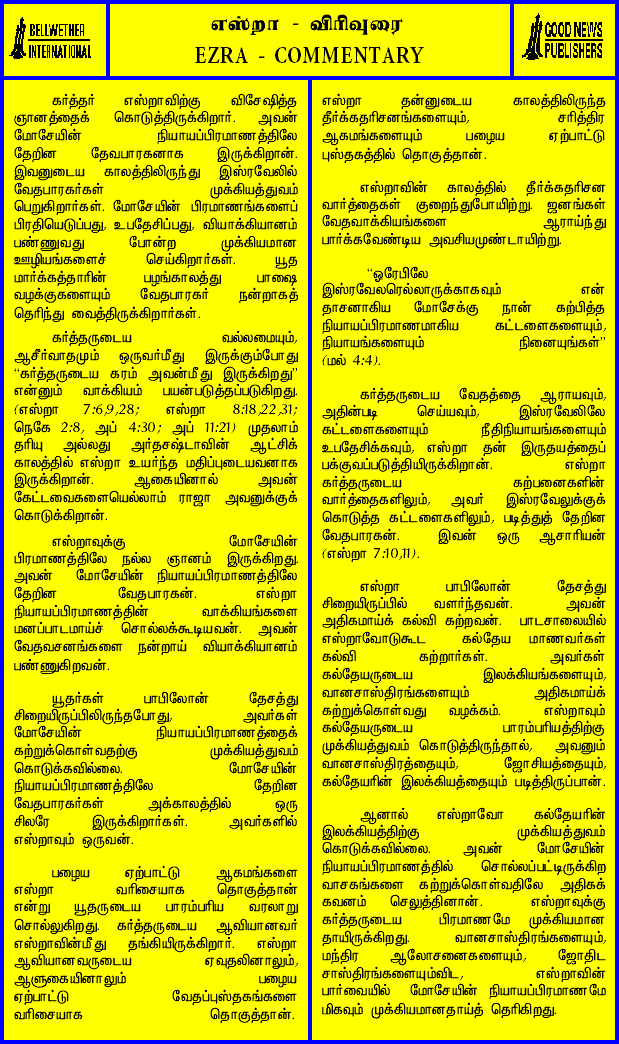 BELLWETHER
INTERNATIONAL
எஸ்றா - விரிவுரை
EZRA - COMMENTARY
GOOD NEWS
PUBLISHERS
கர்த்தர் எஸ்றாவிற்கு விசேஷித்த
ஞானத்தைக் கொடுத்திருக்கிறார். அவன்
மோசேயின் நியாயப்பிரமாணத்திலே
தேறின தேவபாரகனாக இருக்கிறான்.
இவனுடைய காலத்திலிருந்து இஸ்ரவேலில்
வேதபாரகர்கள் முக்கியத்துவம்
பெறுகிறார்கள். மோசேயின் பிரமாணங்களைப்
பிரதியெடுப்பது, உபதேசிப்பது, வியாக்கியானம்
பண்ணுவது போன்ற முக்கியமான
ஊழியங்களைச் செய்கிறார்கள். யூத
மார்க்கத்தாரின் பழங்காலத்து பாஷை
வழக்குகளையும் வேதபாரகர் நன்றாகத்
தெரிந்து வைத்திருக்கிறார்கள்.
கர்த்தருடைய வல்லமையும்,
ஆசீர்வாதமும் ஒருவர்மீது இருக்கும்போது
“கர்த்தருடைய கரம் அவன்மீது இருக்கிறது”
என்னும் வாக்கியம் பயன்படுத்தப்படுகிறது.
(எஸ்றா 7:6,9,28; எஸ்றா 8:18,22,31;
நெகே 2:8, அப் 4:30; அப் 11:21) முதலாம்
தரியு அல்லது அர்தசஷ்டாவின் ஆட்சிக்
காலத்தில் எஸ்றா உயர்ந்த மதிப்புடையவனாக
இருக்கிறான். ஆகையினால் அவன்
கேட்டவைகளையெல்லாம் ராஜா அவனுக்குக்
கொடுக்கிறான்.
எஸ்றாவுக்கு மோசேயின்
பிரமாணத்திலே நல்ல ஞானம் இருக்கிறது.
அவன் மோசேயின் நியாயப்பிரமாணத்திலே
தேறின வேதபாரகன். எஸ்றா
நியாயப்பிரமாணத்தின் வாக்கியங்களை
மனப்பாடமாய்ச் சொல்லக்கூடியவன். அவன்
வேதவசனங்களை நன்றாய் வியாக்கியானம்
பண்ணுகிறவன்.
யூதர்கள் பாபிலோன் தேசத்து
சிறையிருப்பிலிருந்தபோது, அவர்கள்
மோசேயின் நியாயப்பிரமாணத்தைக்
கற்றுக்கொள்வதற்கு முக்கியத்துவம்
கொடுக்கவில்லை. மோசேயின்
நியாயப்பிரமாணத்திலே தேறின
வேதபாரகர்கள் அக்காலத்தில் ஒரு
சிலரே இருக்கிறார்கள். அவர்களில்
எஸ்றாவும் ஒருவன்.
பழைய ஏற்பாட்டு ஆகமங்களை
எஸ்றா வரிசையாக தொகுத்தான்
என்று யூதருடைய பாரம்பரிய வரலாறு
சொல்லுகிறது. கர்த்தருடைய ஆவியானவர்
எஸ்றாவின்மீது தங்கியிருக்கிறார். எஸ்றா
ஆவியானவருடைய ஏவுதலினாலும்,
ஆளுகையினாலும் பழைய
ஏற்பாட்டு வேதப்புஸ்தகங்களை
வரிசையாக தொகுத்தான்.
எஸ்றா தன்னுடைய காலத்திலிருந்த
தீர்க்கதரிசனங்களையும், சரித்திர
ஆகமங்களையும் பழைய ஏற்பாட்டு
புஸ்தகத்தில் தொகுத்தான்.
எஸ்றாவின் காலத்தில் தீர்க்கதரிசன
வார்த்தைகள் குறைந்துபோயிற்று. ஜனங்கள்
வேதவாக்கியங்களை ஆராய்ந்து
பார்க்கவேண்டிய அவசியமுண்டாயிற்று.
“ஓரேபிலே
இஸ்ரவேலரெல்லாருக்காகவும் என்
தாசனாகிய மோசேக்கு நான் கற்பித்த
நியாயப்பிரமாணமாகிய கட்டளைகளையும்,
நியாயங்களையும் நினையுங்கள்”
(மல் 4:4).
கர்த்தருடைய வேதத்தை ஆராயவும்,
அதின்படி செய்யவும், இஸ்ரவேலிலே
கட்டளைகளையும் நீதிநியாயங்களையும்
உபதேசிக்கவும், எஸ்றா தன் இருதயத்தைப்
பக்குவப்படுத்தியிருக்கிறான். எஸ்றா
கர்த்தருடைய கற்பனைகளின்
வார்த்தைகளிலும், அவர் இஸ்ரவேலுக்குக்
கொடுத்த கட்டளைகளிலும், படித்துத் தேறின
வேதபாரகன். இவன் ஒரு ஆசாரியன்
(எஸ்றா 7:10,11).
எஸ்றா பாபிலோன் தேசத்து
சிறையிருப்பில் வளர்ந்தவன். அவன்
அதிகமாய்க் கல்வி கற்றவன். பாடசாலையில்
எஸ்றாவோடுகூட கல்தேய மாணவர்கள்
கல்வி கற்றார்கள். அவர்கள்
கல்தேயருடைய இலக்கியங்களையும்,
வானசாஸ்திரங்களையும் அதிகமாய்க்
கற்றுக்கொள்வது வழக்கம். எஸ்றாவும்
கல்தேயருடைய பாரம்பரியத்திற்கு
முக்கியத்துவம் கொடுத்திருந்தால், அவனும்
வானசாஸ்திரத்தையும், ஜோசியத்தையும்,
கல்தேயரின் இலக்கியத்தையும் படித்திருப்பான்.
ஆனால் எஸ்றாவோ கல்தேயரின்
இலக்கியத்திற்கு முக்கியத்துவம்
கொடுக்கவில்லை. அவன் மோசேயின்
நியாயப்பிரமாணத்தில் சொல்லப்பட்டிருக்கிற
வாசகங்களை கற்றுக்கொள்வதிலே அதிகக்
கவனம் செலுத்தினான். எஸ்றாவுக்கு
கர்த்தருடைய பிரமாணமே முக்கியமான
தாயிருக்கிறது. வானசாஸ்திரங்களையும்,
மந்திர ஆலோசனைகளையும், ஜோதிட
சாஸ்திரங்களையும்விட, எஸ்றாவின்
பார்வையில் மோசேயின் நியாயப்பிரமாணமே
மிகவும் முக்கியமானதாய்த் தெரிகிறது.